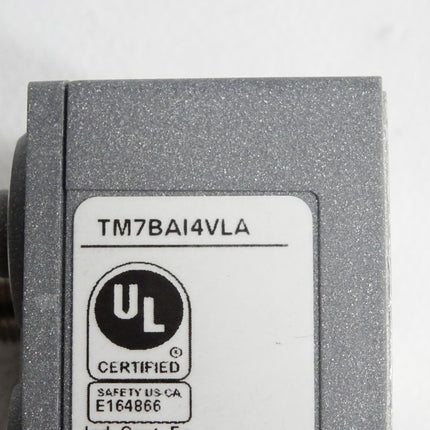 TM7BAI4VLA
UL
®
CERTIFIED
SAFETY US-CA
E164866